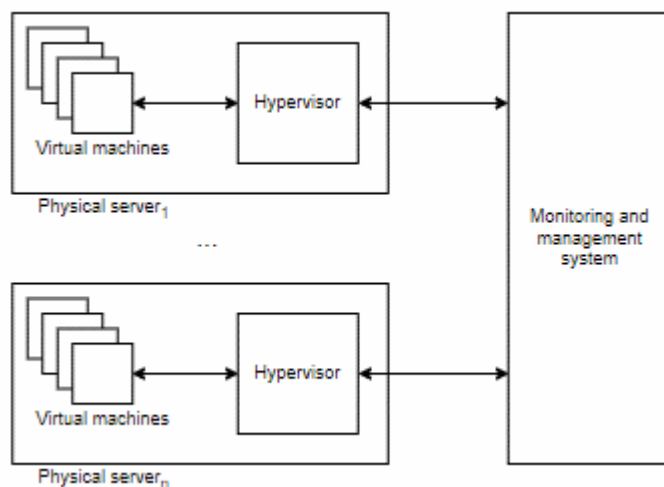 Hypervisor
Virtual machines
Physical server1
...
Monitoring and
management
system
Hypervisor
Virtual machines
Physical servern